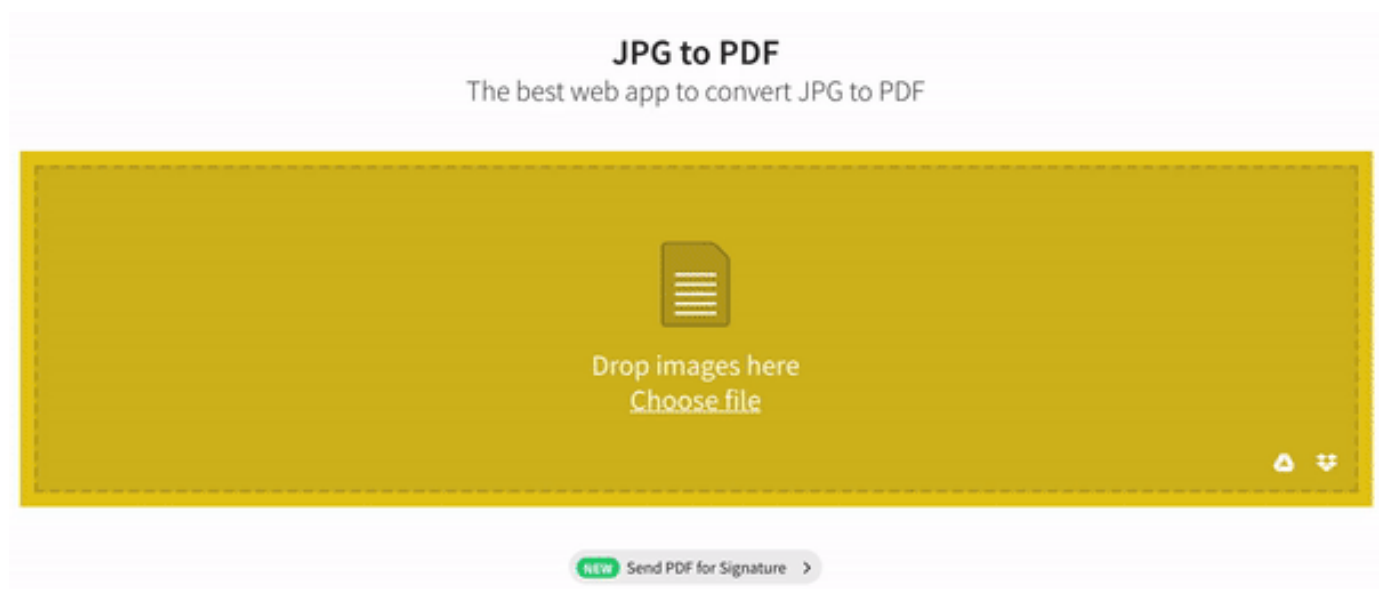 JPG to PDF
The best web app to convert JPG to PDF
Drop images here
Choose file
NEW Send PDF for Signature